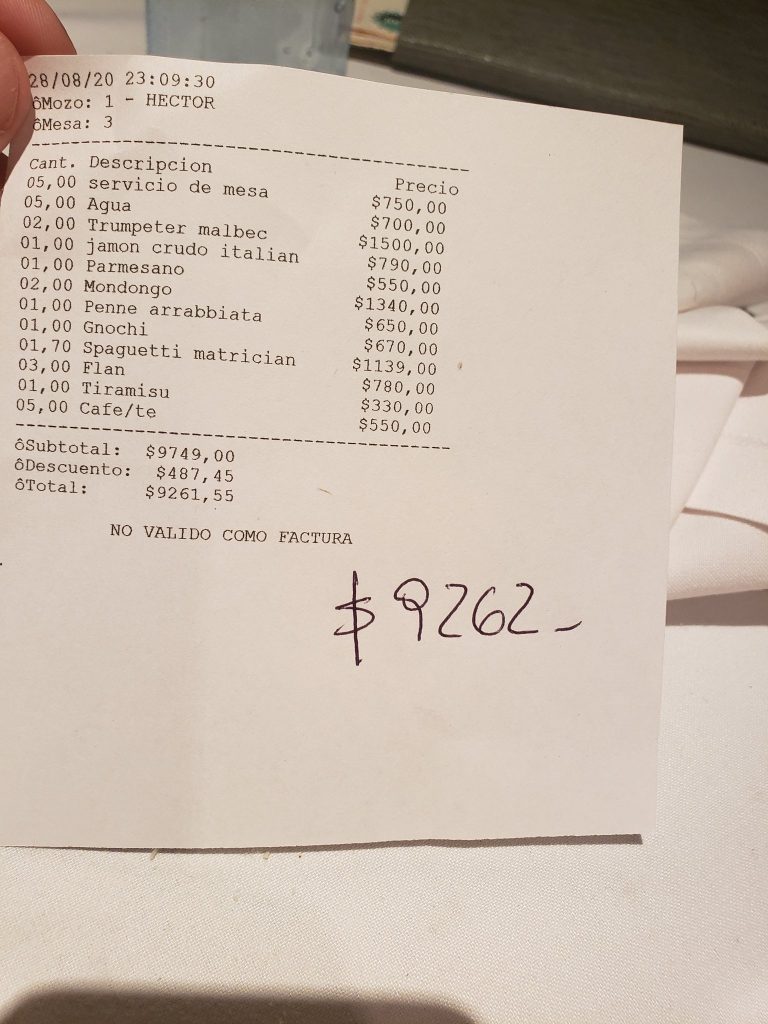 28/08/20 23:09:30
ôMozo: 1 - HECTOR
ôMesa: 3
Cant. Descripcion Precio
05,00 servicio de mesa $750,00
05,00 Agua $700,00
02,00 Trumpeter malbec $1500,00
01,00 jamon crudo italian $790,00
01,00 Parmesano $550,00
02,00 Mondongo $1340,00
01,00 Penne arrabbiata $650,00
01,00 Gnochi $670,00
01,70 Spaguetti matrician $1139,00
03,00 Flan $780,00
01,00 Tiramisu $330,00
05,00 Cafe/te $550,00
ôSubtotal: $9749,00
ôDescuento: $487,45
ôTotal: $9261,55
NO VALIDO COMO FACTURA
$ 9262-